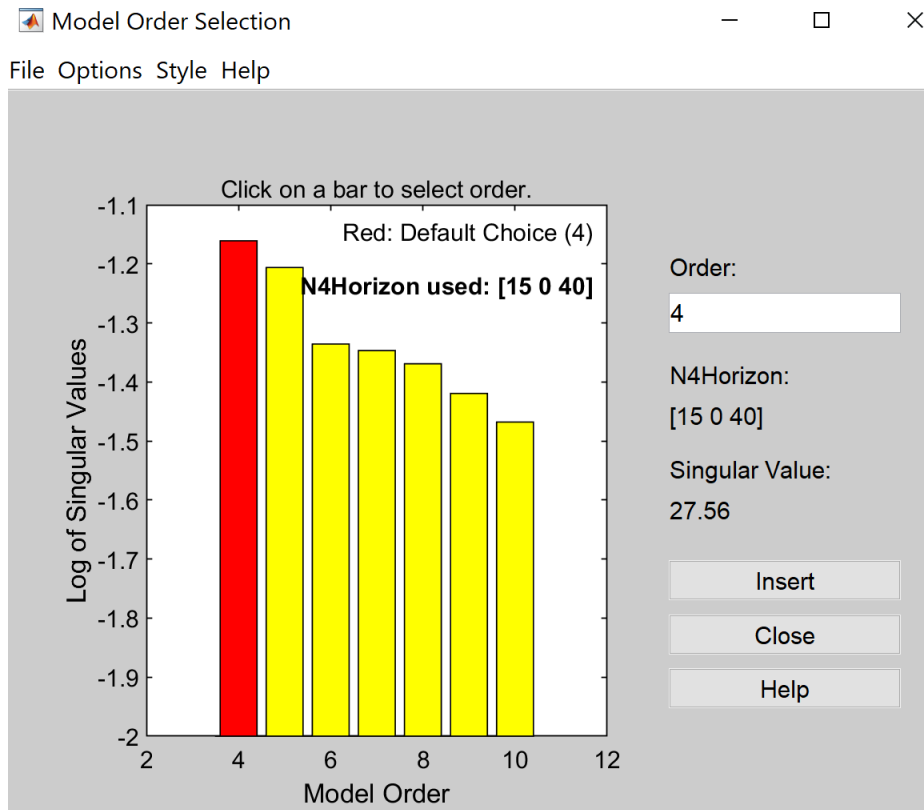 Model Order Selection
File Options Style Help
Click on a bar to select order.
Red: Default Choice (4)
N4Horizon used: [15 0 40]
-1.1
-1.2
-1.3
-1.4
-1.5
-1.6
-1.7
-1.8
-1.9
-2
Log of Singular Values
2 4 6 8 10 12
Model Order
Order:
4
N4Horizon:
[15 0 40]
Singular Value:
27.56
Insert
Close
Help